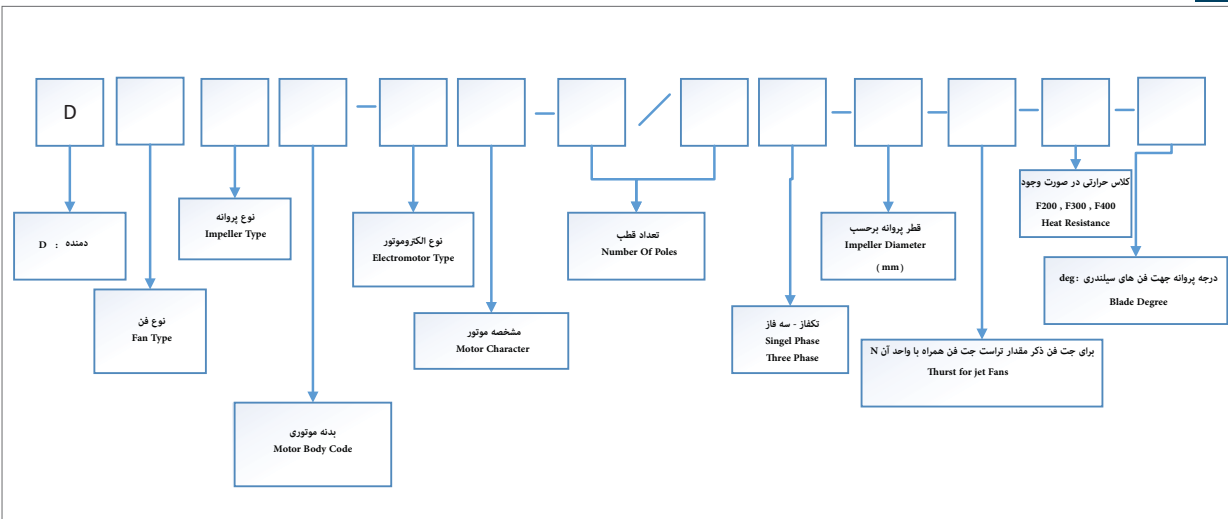 D
دمنده : D
نوع فن
Fan Type
نوع پروانه
Impeller Type
بدنه موتوری
Motor Body Code
نوع الکتروموتور
Electromotor Type
مشخصه موتور
Motor Character
تعداد قطب
Number Of Poles
تکفاز - سه فاز
Singel Phase
Three Phase
قطر پروانه برحسب
Impeller Diameter
( mm )
برای جت فن ذکر مقدار تراست جت فن همراه با واحد آن N
Thurst for jet Fans
کلاس حرارتی در صورت وجود
F200 , F300 , F400
Heat Resistance
درجه پروانه جهت فن های سیلندری : deg
Blade Degree